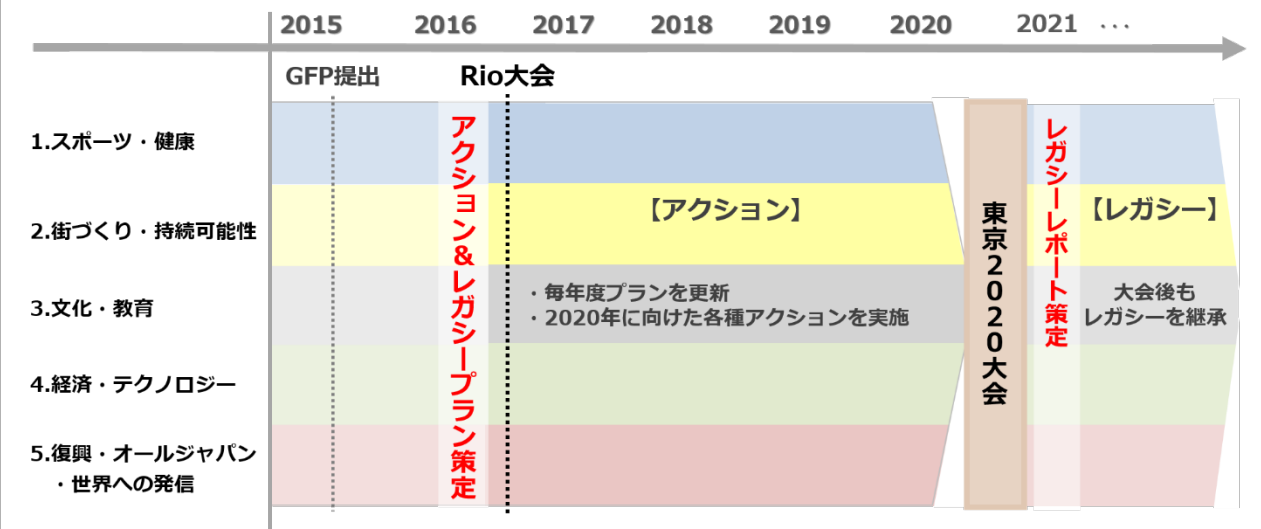 2015 2016 2017 2018 2019 2020 2021 ···
GFP提出 Rio大会
1.スポーツ・健康
2.街づくり・持続可能性
3.文化・教育
4.経済・テクノロジー
5.復興・オールジャパン
・世界への発信
アクション&レガシープラン策定
【アクション】
・毎年度プランを更新
・2020年に向けた各種アクションを実施
東京2020大会
レガシーレポート策定
【レガシー】
大会後も
レガシーを継承